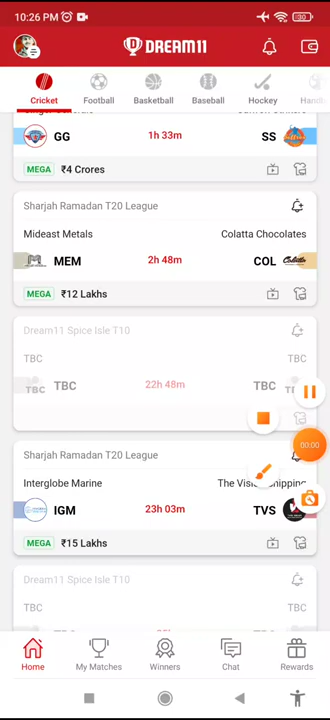 10:26 PM
DREAM11
Cricket
Football
Basketball
Baseball
Hockey
GG
1h 33m
SS
MEGA ₹4 Crores
Sharjah Ramadan T20 League
Mideast Metals
Colatta Chocolates
MEM
2h 48m
COL
MEGA ₹12 Lakhs
Dream11 Spice Isle T10
TBC
TBC
TBC
TBC
22h 48m
TBC
Sharjah Ramadan T20 League
00:00
Interglobe Marine
IGM
23h 03m
TVS
MEGA ₹15 Lakhs
Dream11 Spice Isle T10
TBC
TBC
Home
My Matches
Winners
Chat
Rewards